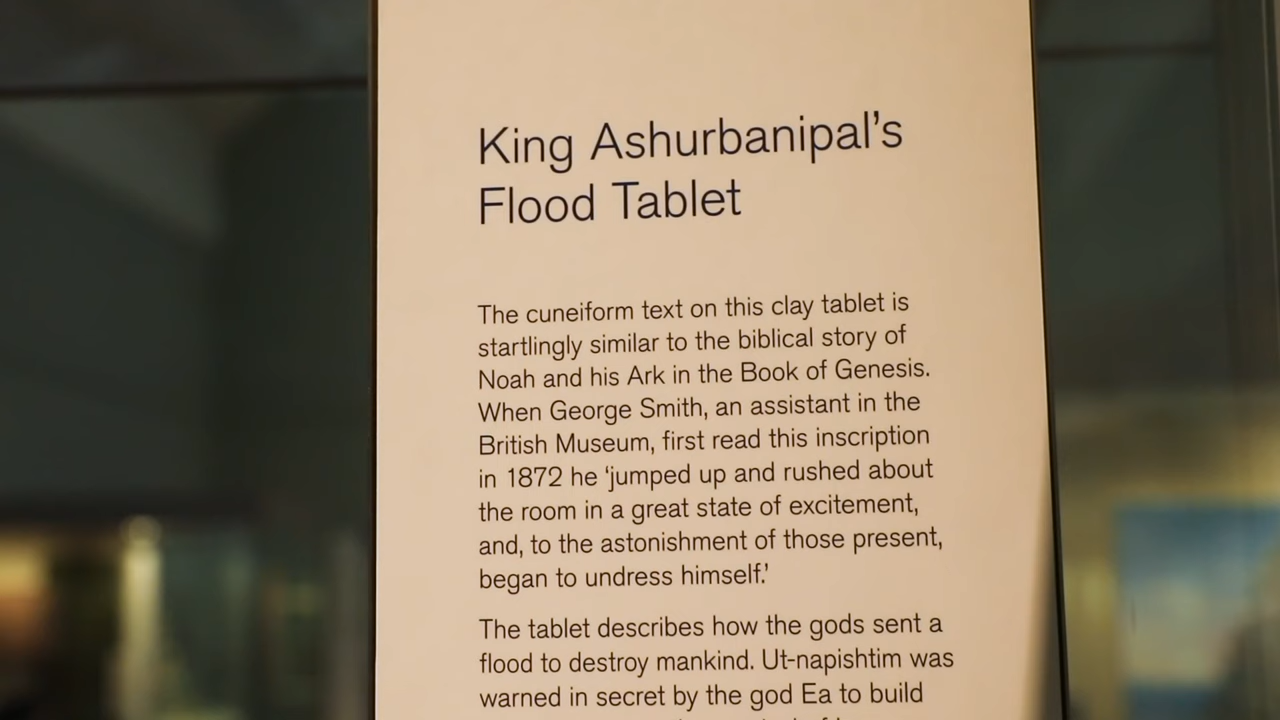 King Ashurbanipal’s
Flood Tablet
The cuneiform text on this clay tablet is
startlingly similar to the biblical story of
Noah and his Ark in the Book of Genesis.
When George Smith, an assistant in the
British Museum, first read this inscription
in 1872 he ‘jumped up and rushed about
the room in a great state of excitement,
and, to the astonishment of those present,
began to undress himself.’
The tablet describes how the gods sent a
flood to destroy mankind. Ut-napishtim was
warned in secret by the god Ea to build